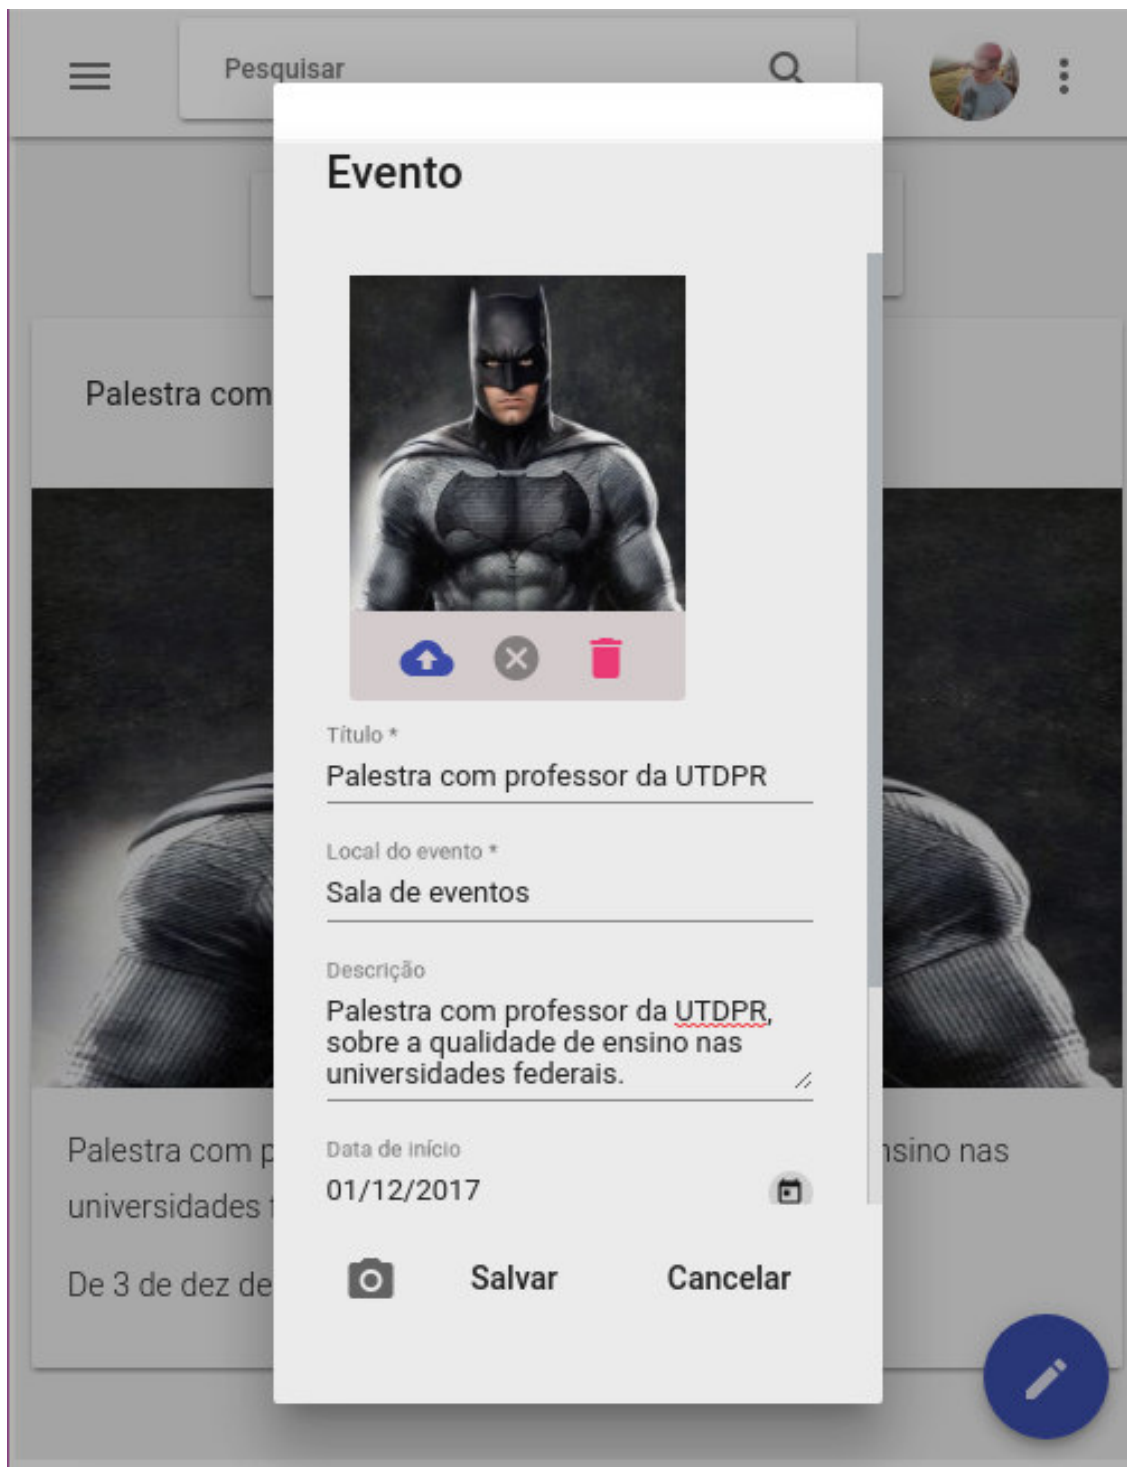 Pesquisar
Evento
Palestra com
Título *
Palestra com professor da UTDPR
Local do evento *
Sala de eventos
Descrição
Palestra com professor da UTDPR,
sobre a qualidade de ensino nas
universidades federais.
Data de início
01/12/2017
Palestra com p
nsino nas
universidades f
De 3 de dez de
Salvar
Cancelar